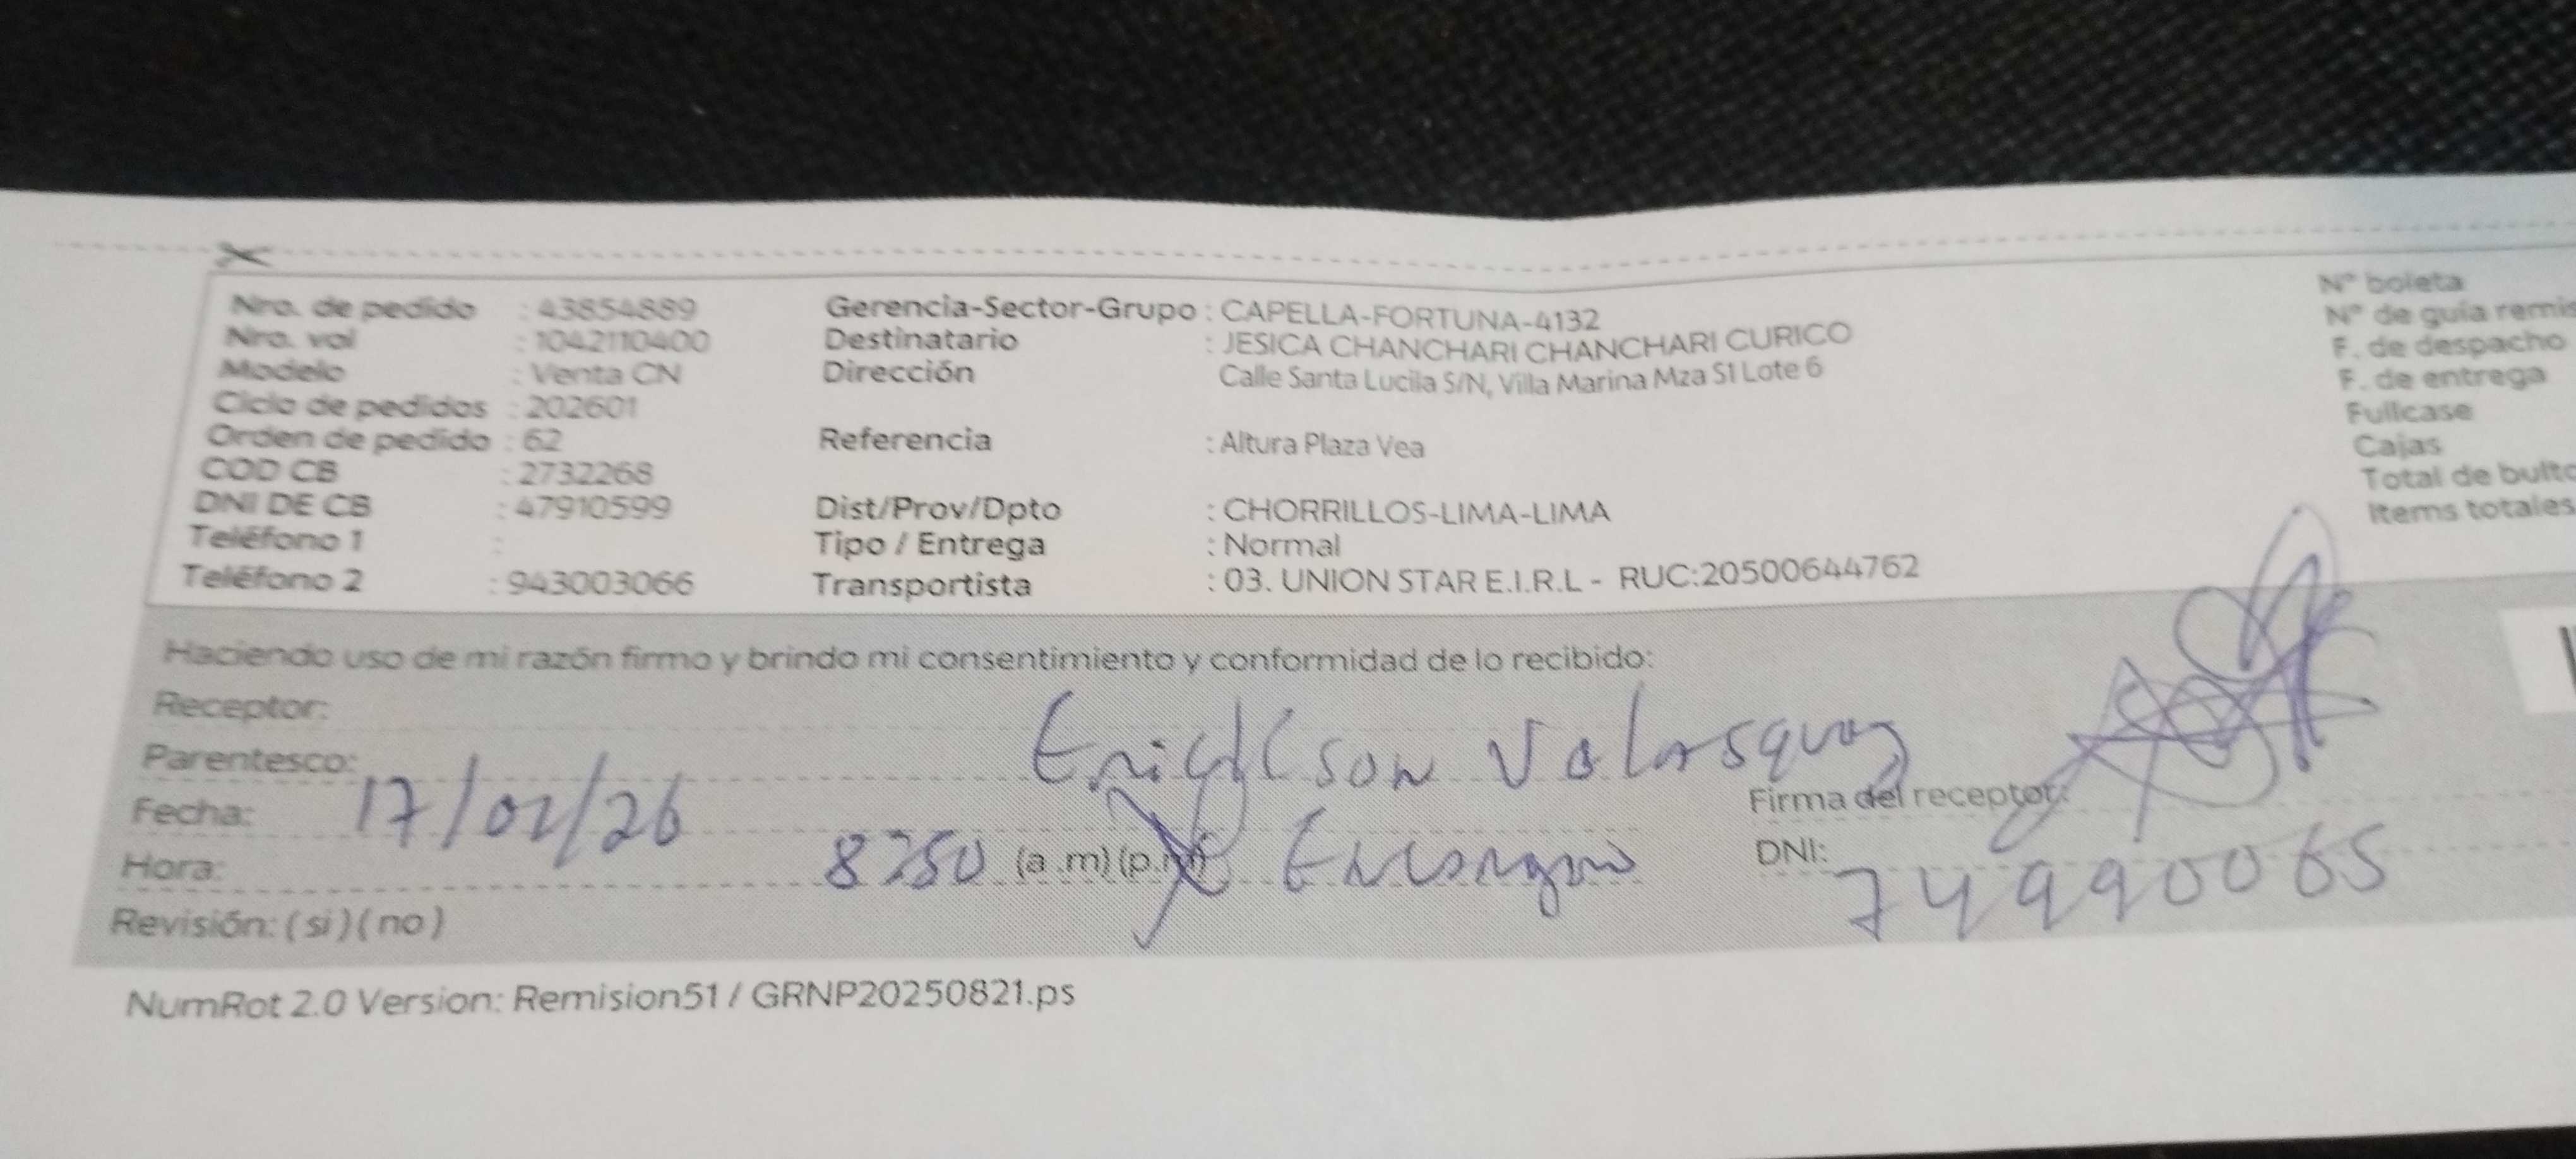 Nro. de pedido : 43854889
Nro. val : 1042110400
Modelo : Venta CN
Ciclo de pedidos : 202601
Orden de pedido : 62
COD CB : 2732268
DNI DE CB : 47910599
Teléfono 1 :
Teléfono 2 : 943003066
Gerencia-Sector-Grupo : CAPELLA-FORTUNA-4132
Destinatario : JESICA CHANCHARI CHANCHARI CURICO
Dirección Calle Santa Lucila S/N, Villa Marina Mza S1 Lote 6
Referencia : Altura Plaza Vea
Dist/Prov/Dpto : CHORRILLOS-LIMA-LIMA
Tipo / Entrega : Normal
Transportista : 03. UNION STAR E.I.R.L - RUC:20500644762
N° boleta
N° de guía remis
F. de despacho
F. de entrega
Fullcase
Cajas
Total de bulto
Items totales
Haciendo uso de mi razón firmo y brindo mi consentimiento y conformidad de lo recibido:
Receptor:
Parentesco:
Fecha: 17/02/26
Hora: 8:50 (a .m) (p.m)
Revisión: ( si ) ( no )
Firma del receptor:
DNI: 74990065
NumRot 2.0 Version: Remision51 / GRNP20250821.ps